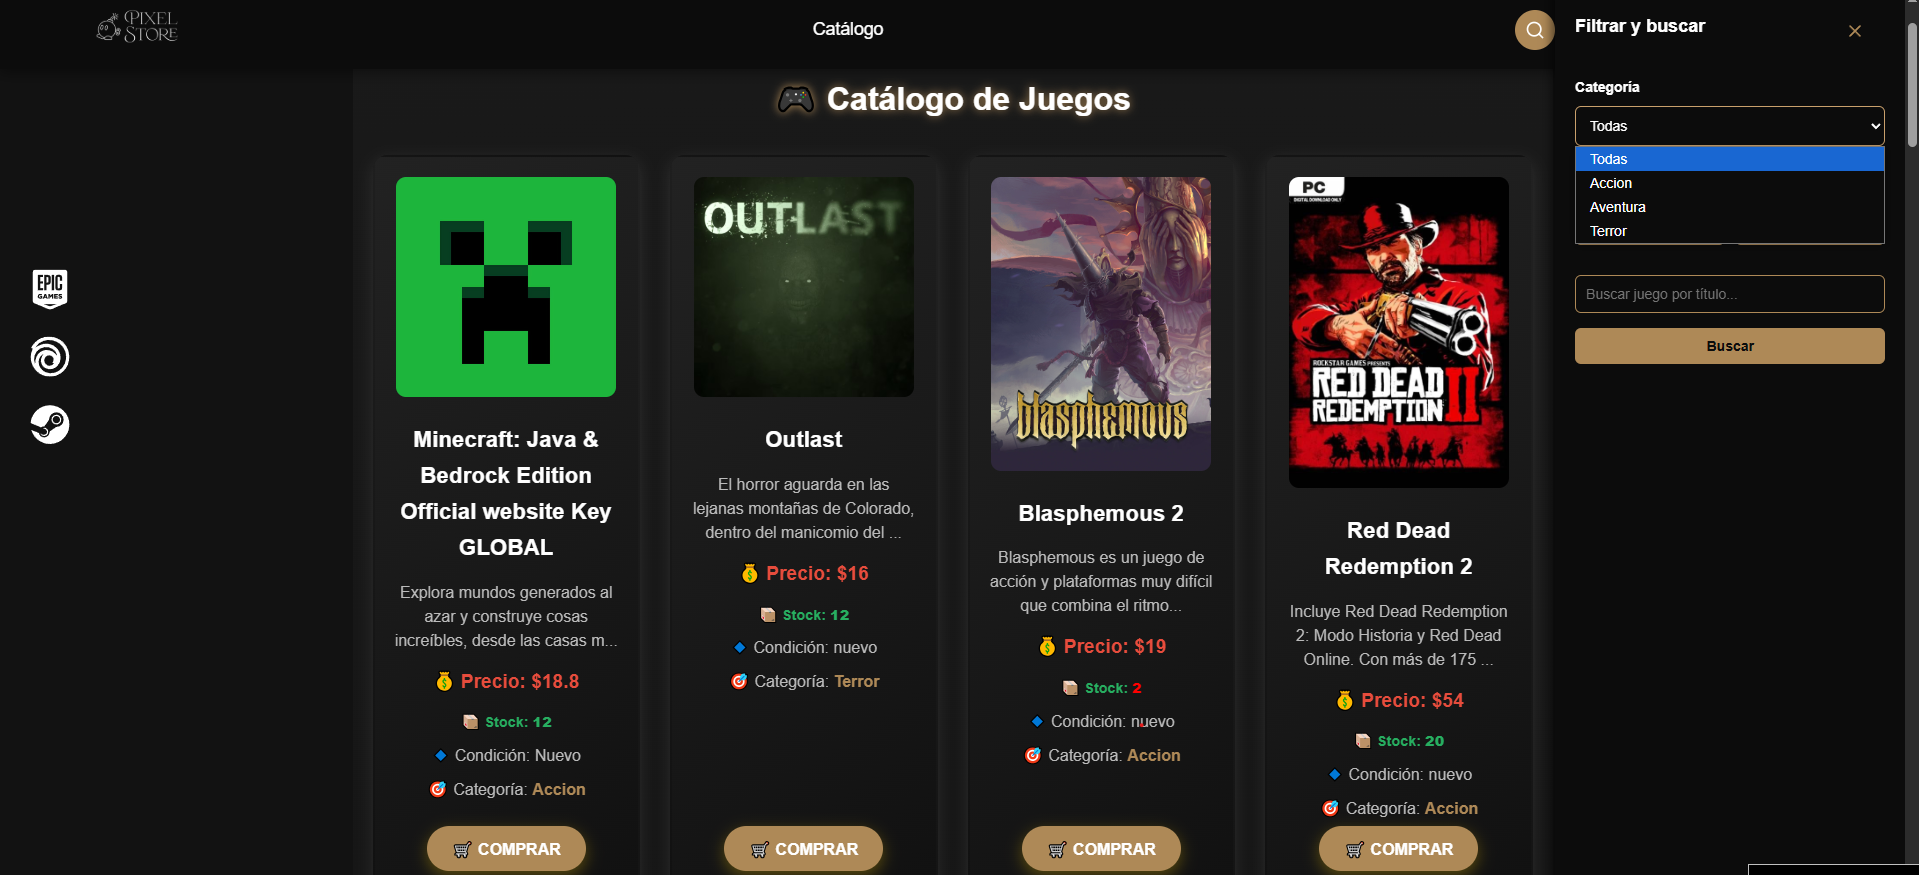 PIXEL
STORE
Catálogo
Filtrar y buscar
Categoría
Todas
Todas
Accion
Aventura
Terror
Buscar juego por título...
Buscar
EPIC
GAMES
🎮 Catálogo de Juegos
Minecraft: Java &
Bedrock Edition
Official website Key
GLOBAL
Explora mundos generados al
azar y construye cosas
increíbles, desde las casas m...
💰 Precio: $18.8
📦 Stock: 12
🔹 Condición: Nuevo
🎯 Categoría: Accion
🛒 COMPRAR
OUTLAST
Outlast
El horror aguarda en las
lejanas montañas de Colorado,
dentro del manicomio del ...
💰 Precio: $16
📦 Stock: 12
🔹 Condición: nuevo
🎯 Categoría: Terror
🛒 COMPRAR
blasphemous
Blasphemous 2
Blasphemous es un juego de
acción y plataformas muy difícil
que combina el ritmo...
💰 Precio: $19
📦 Stock: 2
🔹 Condición: nuevo
🎯 Categoría: Accion
🛒 COMPRAR
PC
DIGITAL DOWNLOAD ONLY
ROCKSTAR GAMES PRESENTS
RED DEAD
REDEMPTION II
Red Dead
Redemption 2
Incluye Red Dead Redemption
2: Modo Historia y Red Dead
Online. Con más de 175 ...
💰 Precio: $54
📦 Stock: 20
🔹 Condición: nuevo
🎯 Categoría: Accion
🛒 COMPRAR